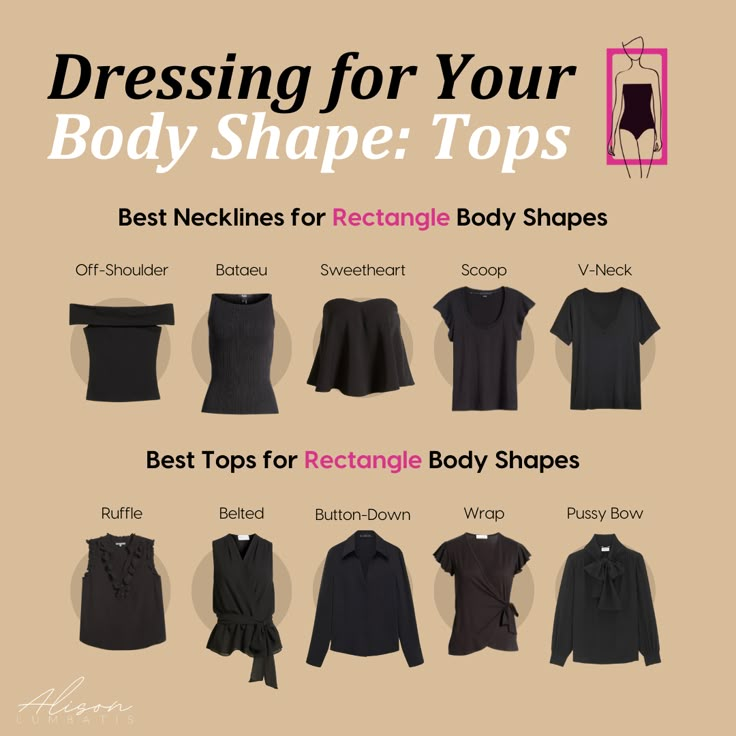 Dressing for Your
Body Shape: Tops
Best Necklines for Rectangle Body Shapes
Off-Shoulder Bataeu Sweetheart Scoop V-Neck
Best Tops for Rectangle Body Shapes
Ruffle Belted Button-Down Wrap Pussy Bow
Alison
LUMBATIS